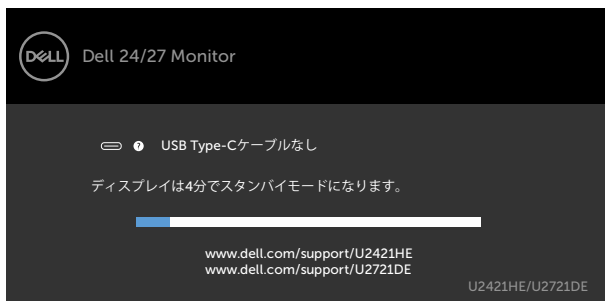 DELL
Dell 24/27 Monitor
? USB Type-Cケーブルなし
ディスプレイは4分でスタンバイモードになります。
www.dell.com/support/U2421HE
www.dell.com/support/U2721DE
U2421HE/U2721DE